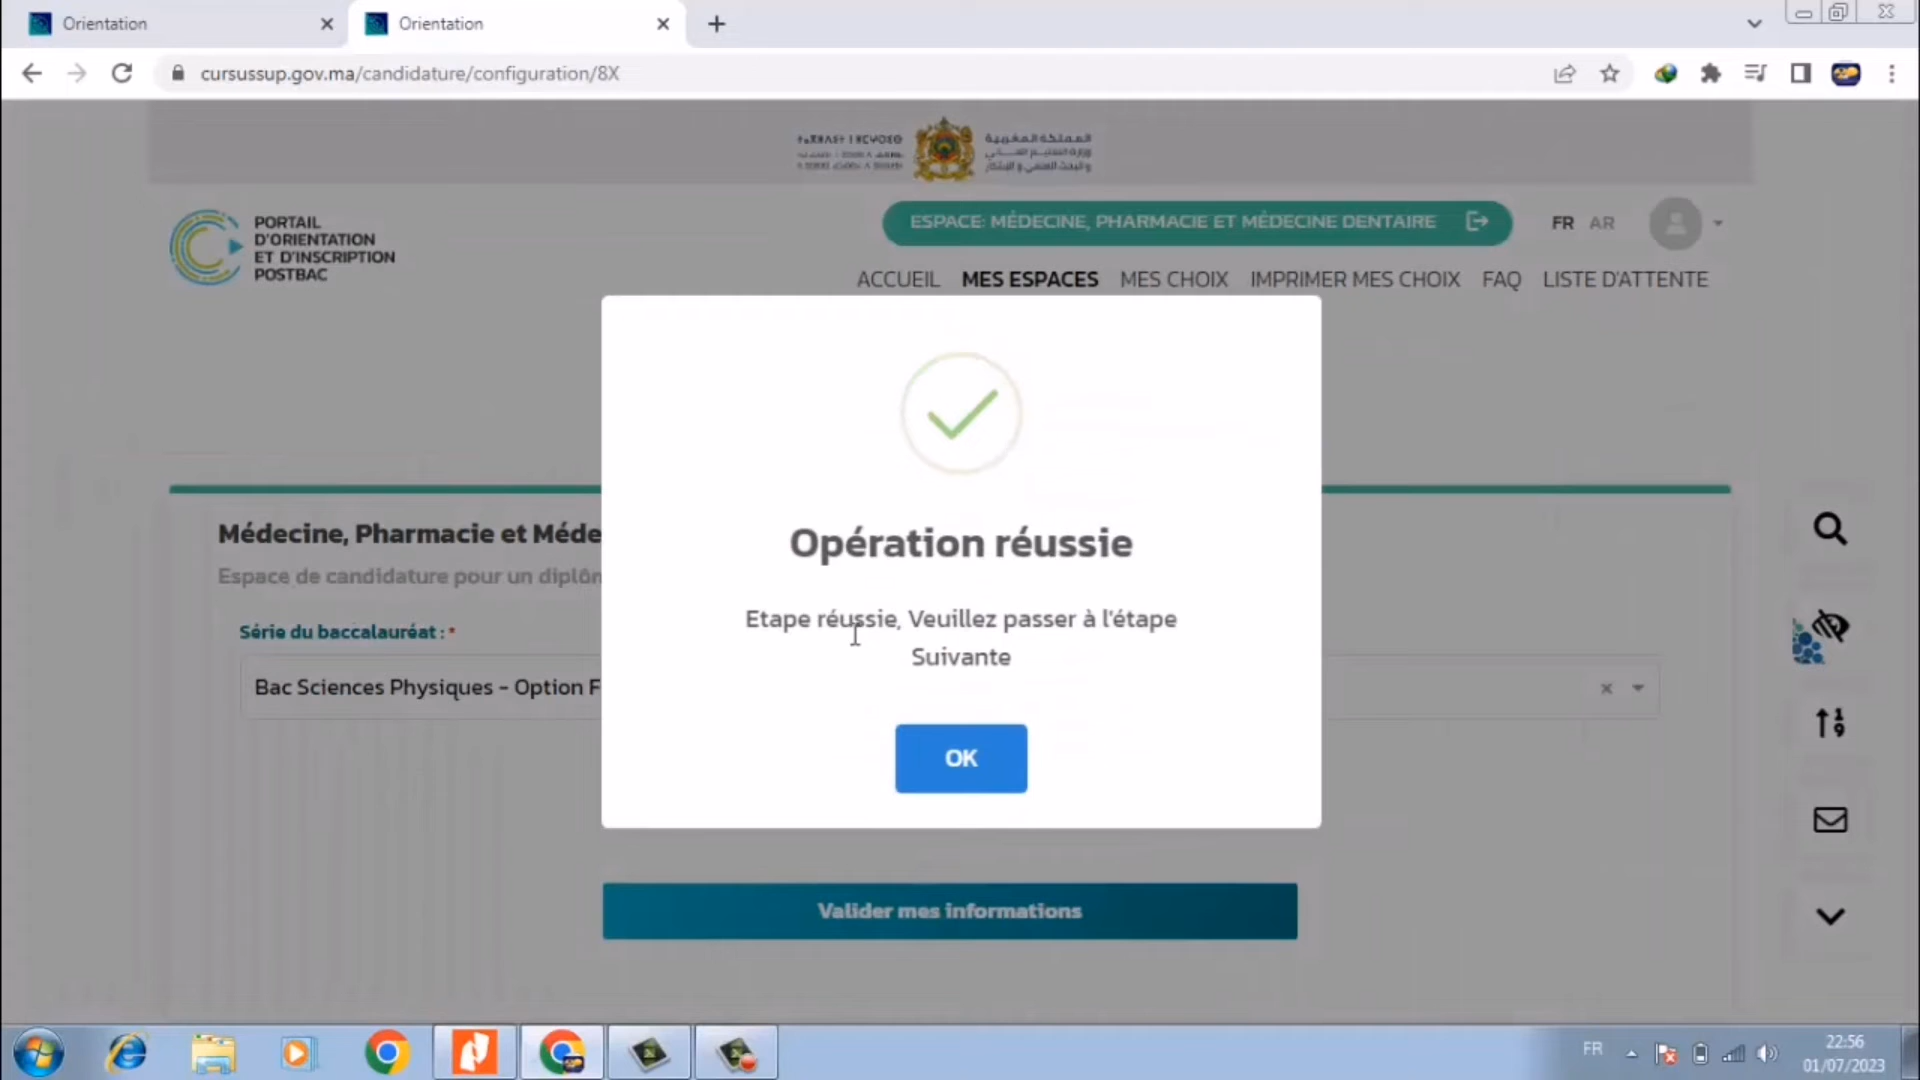 Orientation
Orientation
cursussup.gov.ma/candidature/configuration/8X
المملكة المغربية
PORTAIL
D'ORIENTATION
ET D'INSCRIPTION
POSTBAC
ESPACE: MÉDECINE, PHARMACIE ET MÉDECINE DENTAIRE
FR AR
ACCUEIL MES ESPACES MES CHOIX IMPRIMER MES CHOIX FAQ LISTE D'ATTENTE
Médecine, Pharmacie et Méde
Espace de candidature pour un diplôm
Série du baccalauréat : *
Bac Sciences Physiques - Option F
Opération réussie
Etape réussie, Veuillez passer à l'étape
Suivante
OK
Valider mes informations
FR
22:56
01/07/2023